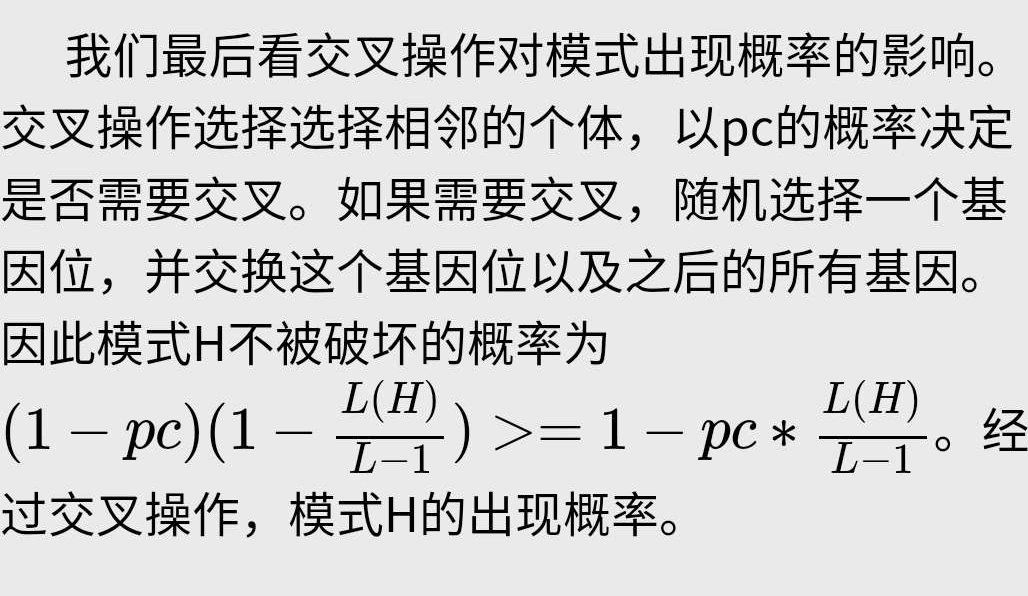 我们最后看交叉操作对模式出现概率的影响。
交叉操作选择选择相邻的个体，以pc的概率决定
是否需要交叉。如果需要交叉，随机选择一个基
因位，并交换这个基因位以及之后的所有基因。
因此模式H不被破坏的概率为
(1 − pc)(1 − \frac{L(H)}{L−1}) >= 1 − pc ∗ \frac{L(H)}{L−1}。经
过交叉操作，模式H的出现概率。